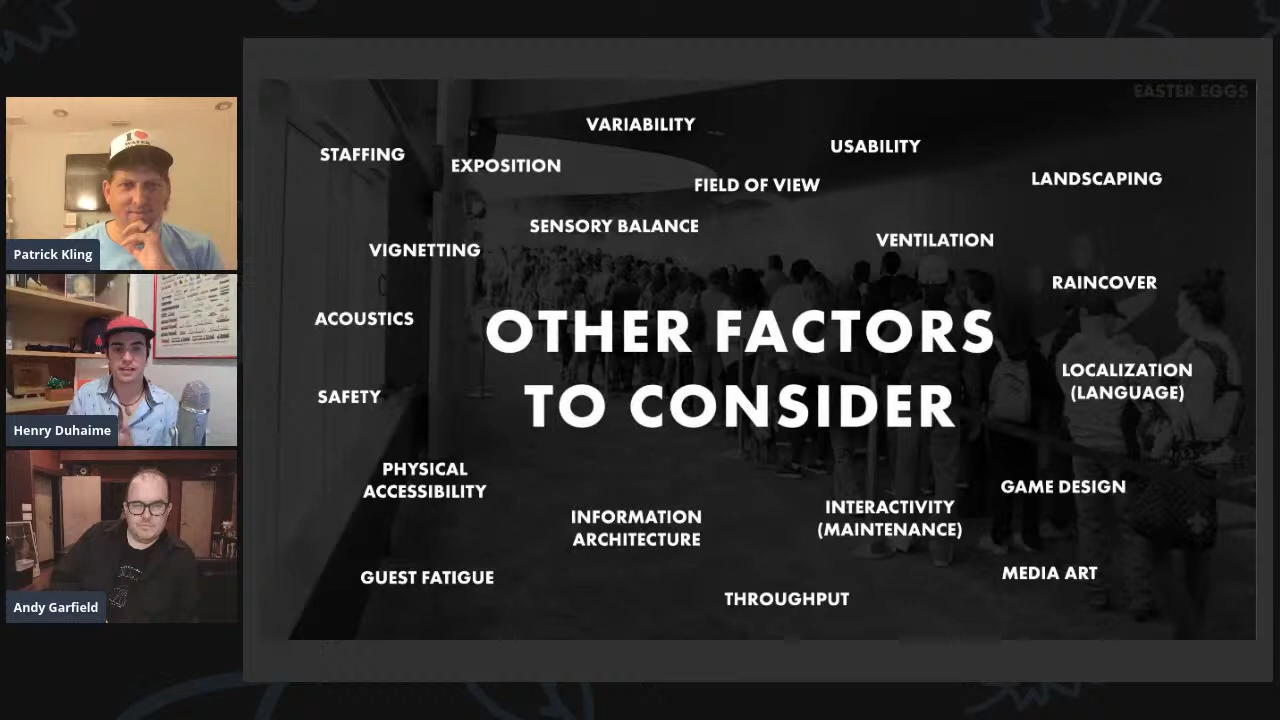 EASTER EGGS
VARIABILITY
USABILITY
STAFFING
EXPOSITION
LANDSCAPING
FIELD OF VIEW
SENSORY BALANCE
VENTILATION
VIGNETTING
RAINCOVER
ACOUSTICS
OTHER FACTORS
TO CONSIDER
LOCALIZATION
(LANGUAGE)
SAFETY
PHYSICAL
ACCESSIBILITY
GAME DESIGN
INTERACTIVITY
(MAINTENANCE)
INFORMATION
ARCHITECTURE
MEDIA ART
GUEST FATIGUE
THROUGHPUT
I
WATER
Patrick Kling
Henry Duhaime
Andy Garfield